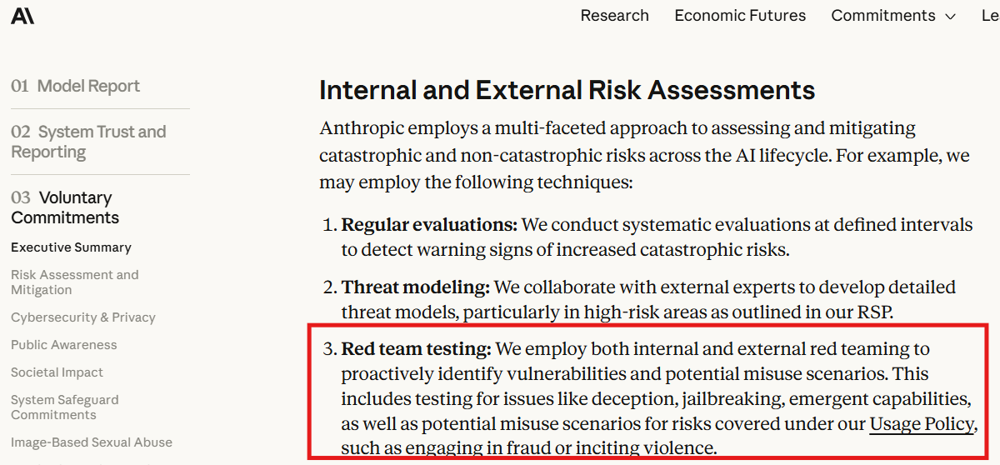 AI
Research
Economic Futures
Commitments
Le
01 Model Report
02 System Trust and
Reporting
03 Voluntary
Commitments
Executive Summary
Risk Assessment and
Mitigation
Cybersecurity & Privacy
Public Awareness
Societal Impact
System Safeguard
Commitments
Image-Based Sexual Abuse
Internal and External Risk Assessments
Anthropic employs a multi-faceted approach to assessing and mitigating
catastrophic and non-catastrophic risks across the AI lifecycle. For example, we
may employ the following techniques:
1. Regular evaluations: We conduct systematic evaluations at defined intervals
to detect warning signs of increased catastrophic risks.
2. Threat modeling: We collaborate with external experts to develop detailed
threat models, particularly in high-risk areas as outlined in our RSP.
3. Red team testing: We employ both internal and external red teaming to
proactively identify vulnerabilities and potential misuse scenarios. This
includes testing for issues like deception, jailbreaking, emergent capabilities,
as well as potential misuse scenarios for risks covered under our Usage Policy,
such as engaging in fraud or inciting violence.